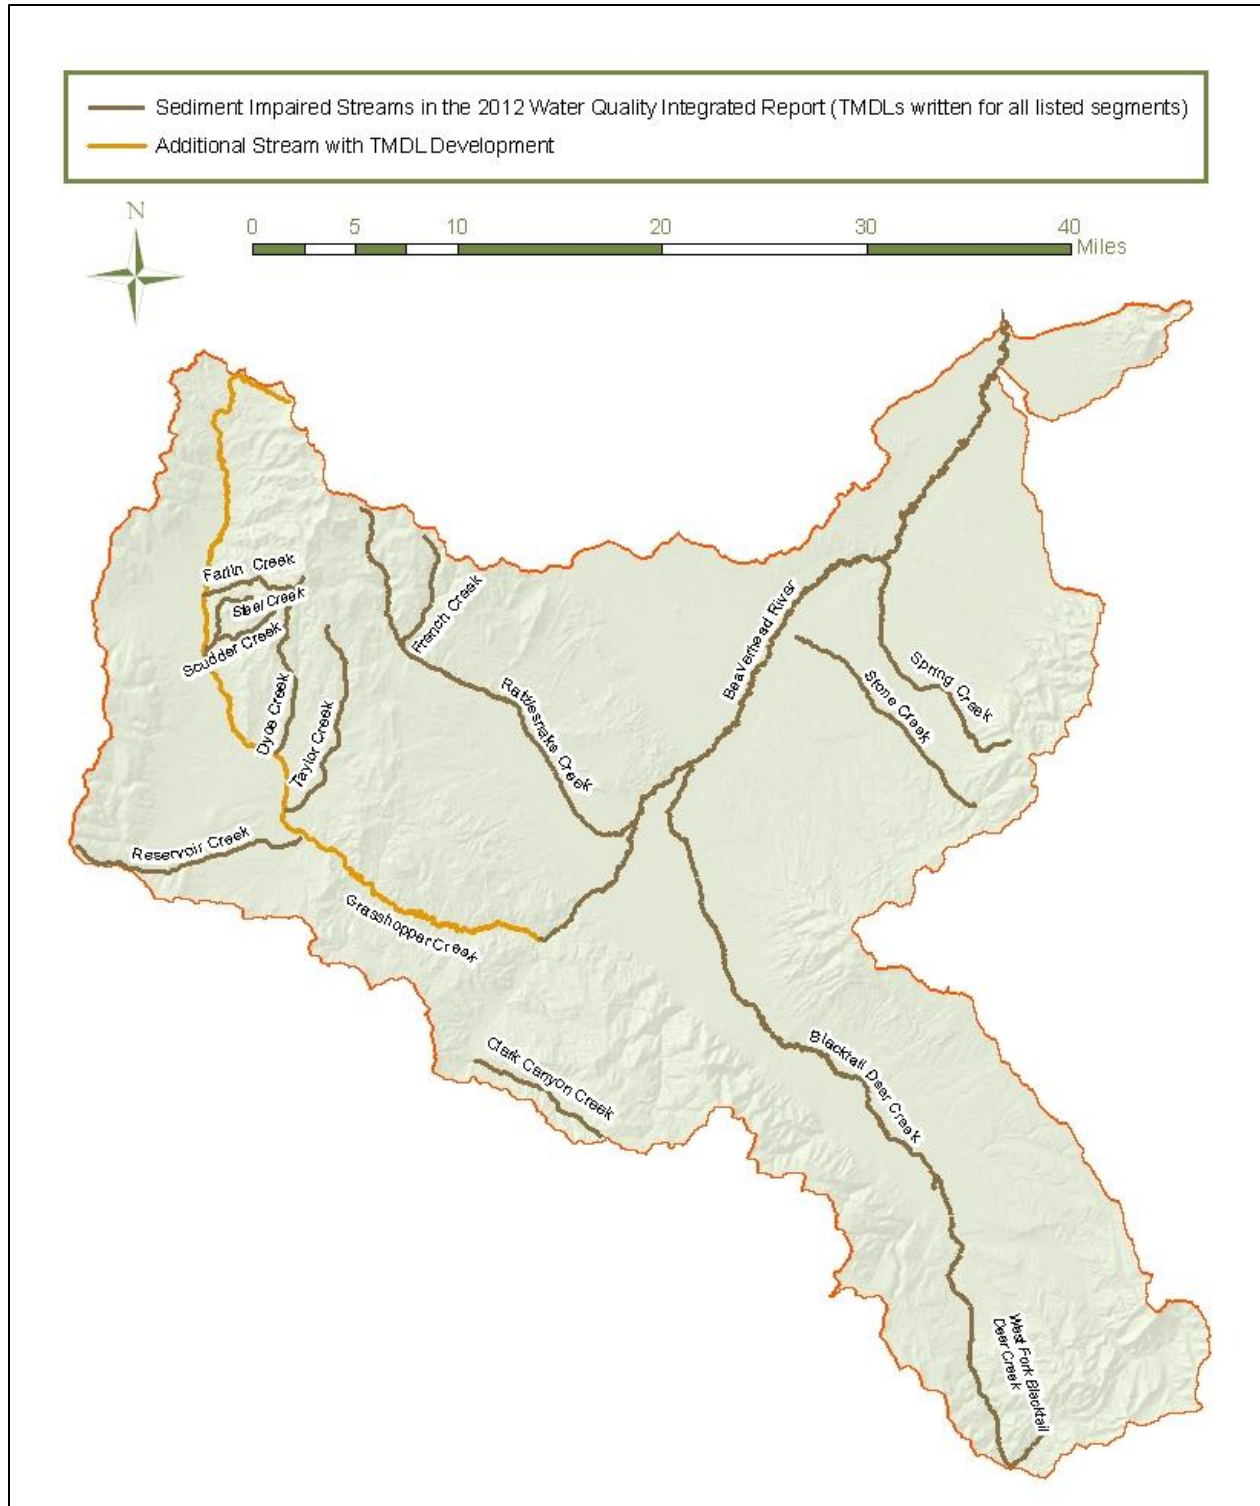 Sediment Impaired Streams in the 2012 Water Quality Integrated Report (TMDLs written for all listed segments)
Additional Stream with TMDL Development
N
0 5 10 20 30 40
Miles
Farlin Creek
Steel Creek
Scudder Creek
French Creek
Beaverhead River
Spring Creek
Stone Creek
Rattlesnake Creek
Dyce Creek
Taylor Creek
Reservoir Creek
Grasshopper Creek
Clark Canyon Creek
Blacktail Deer Creek
West Fork Blacktail
Deer Creek